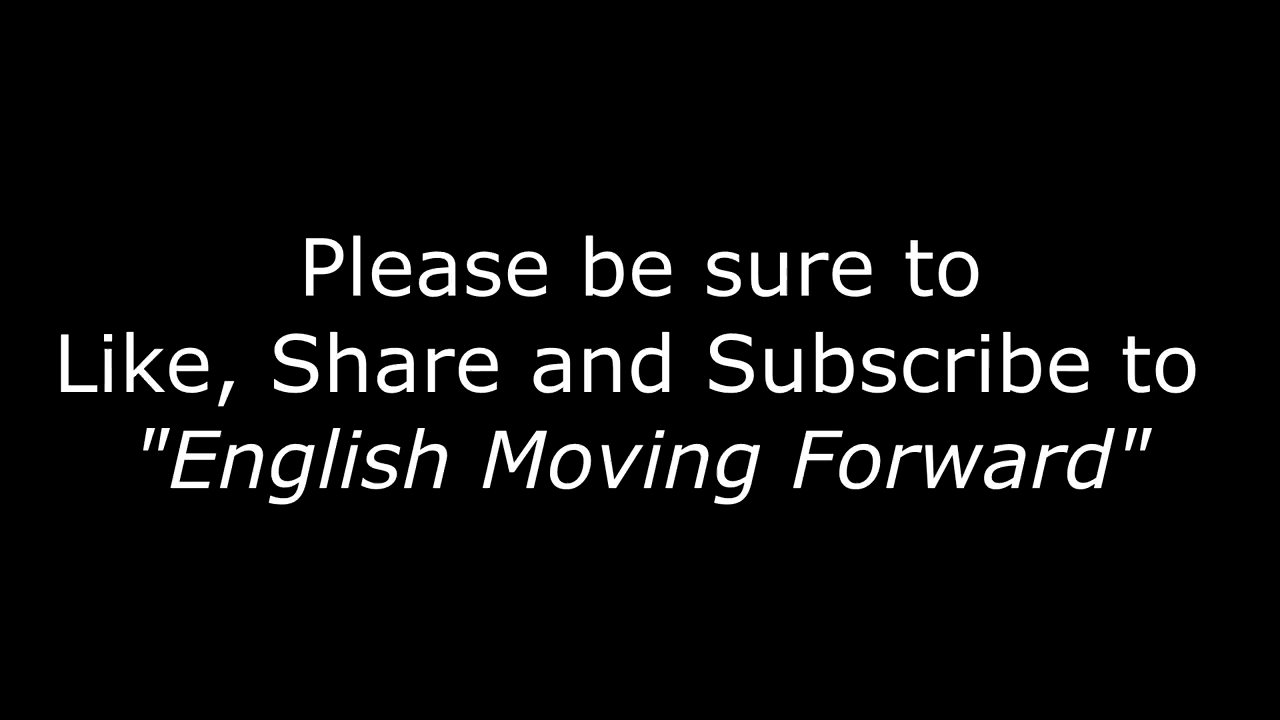 Please be sure to
Like, Share and Subscribe to
"English Moving Forward"